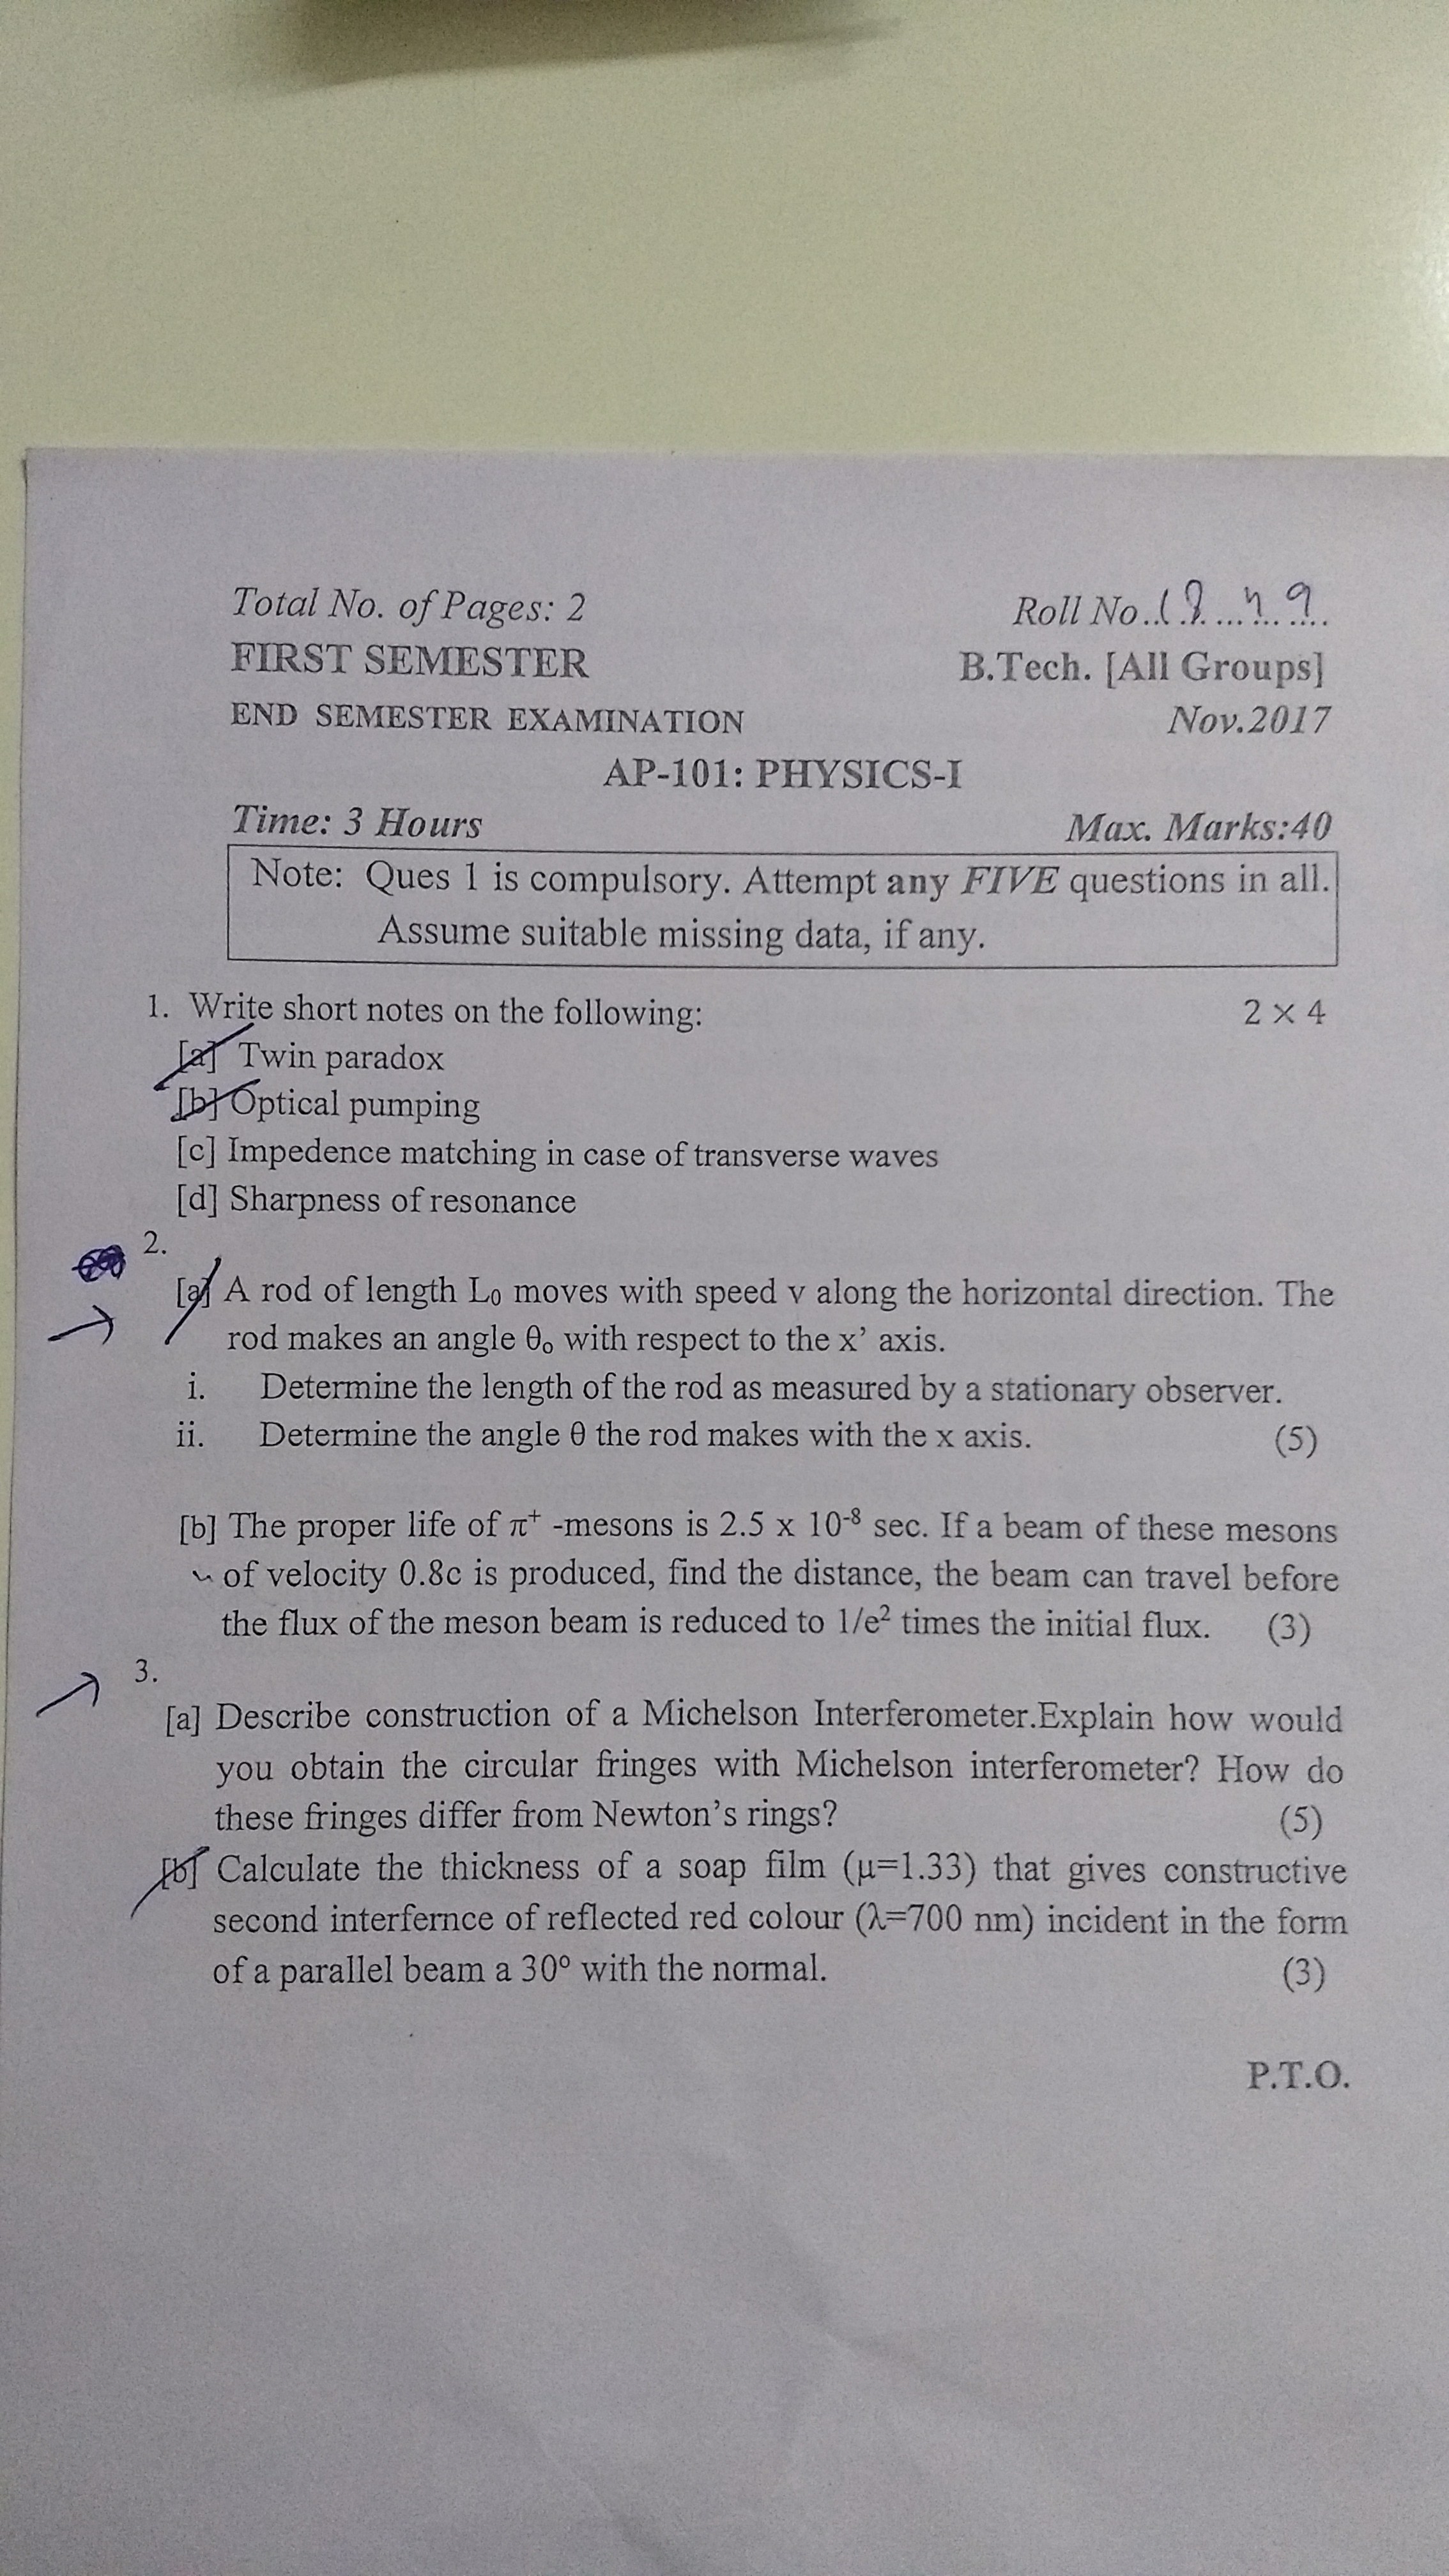 Total No. of Pages: 2 Roll No.
FIRST SEMESTER B.Tech. [All Groups]
END SEMESTER EXAMINATION Nov.2017
AP-101: PHYSICS-I
Time: 3 Hours Max. Marks:40
Note: Ques 1 is compulsory. Attempt any FIVE questions in all.
Assume suitable missing data, if any.
1. Write short notes on the following: 2 × 4
[a] Twin paradox
[b] Optical pumping
[c] Impedence matching in case of transverse waves
[d] Sharpness of resonance
2.
[a] A rod of length L₀ moves with speed v along the horizontal direction. The
rod makes an angle θ₀ with respect to the x’ axis.
i. Determine the length of the rod as measured by a stationary observer.
ii. Determine the angle θ the rod makes with the x axis. (5)
[b] The proper life of π⁺ -mesons is 2.5 x 10⁻⁸ sec. If a beam of these mesons
of velocity 0.8c is produced, find the distance, the beam can travel before
the flux of the meson beam is reduced to 1/e² times the initial flux. (3)
3.
[a] Describe construction of a Michelson Interferometer.Explain how would
you obtain the circular fringes with Michelson interferometer? How do
these fringes differ from Newton’s rings? (5)
[b] Calculate the thickness of a soap film (μ=1.33) that gives constructive
second interfernce of reflected red colour (λ=700 nm) incident in the form
of a parallel beam a 30° with the normal. (3)
P.T.O.